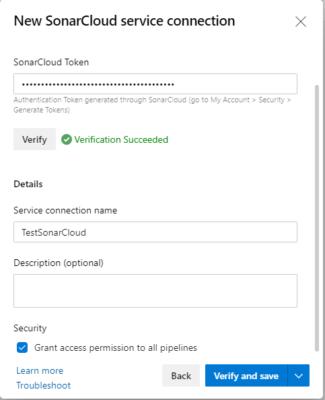 New SonarCloud service connection
SonarCloud Token
••••••••••••••••••••••••••••••••••••••••
Authentication Token generated through SonarCloud (go to My Account > Security >
Generate Tokens)
Verify
Verification Succeeded
Details
Service connection name
TestSonarCloud
Description (optional)
Security
Grant access permission to all pipelines
Learn more
Troubleshoot
Back
Verify and save